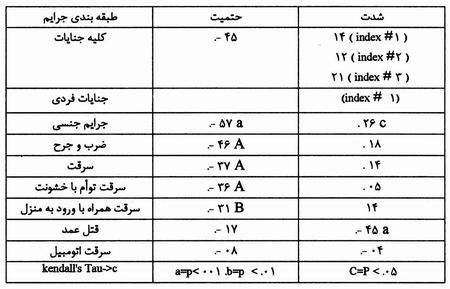 طبقه بندی جرایم حتمیت شدت
کلیه جنایات -. ۴۵ ۱۴ ( index #۱ )
۱۲ ( index #۲ )
۲۱ ( index # ۳ )
جنایات فردی (index # ۱)
جرایم جنسی -. ۵۷ a . ۲۶ c
ضرب و جرح -. ۴۶ A . ۱۸
سرقت -. ۳۷ A . ۱۴
سرقت توأم با خشونت -. ۳۶ A . ۰۵
سرقت همراه با ورود به منزل -. ۳۱ B ۱۴
قتل عمد -. ۱۷ -. ۴۵ a
سرقت اتومبیل -. ۰۸ -. ۰۴
kendall's Tau->c a=p< ۰۰۱ .b=p < .۰۱ C=P < .۰۵